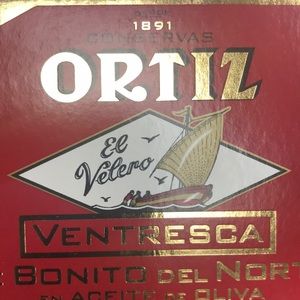 1891
CONSERVAS
ORTIZ
El
Velero
VENTRESCA
BONITO DEL NORT
EN ACEITE DE OLIVA